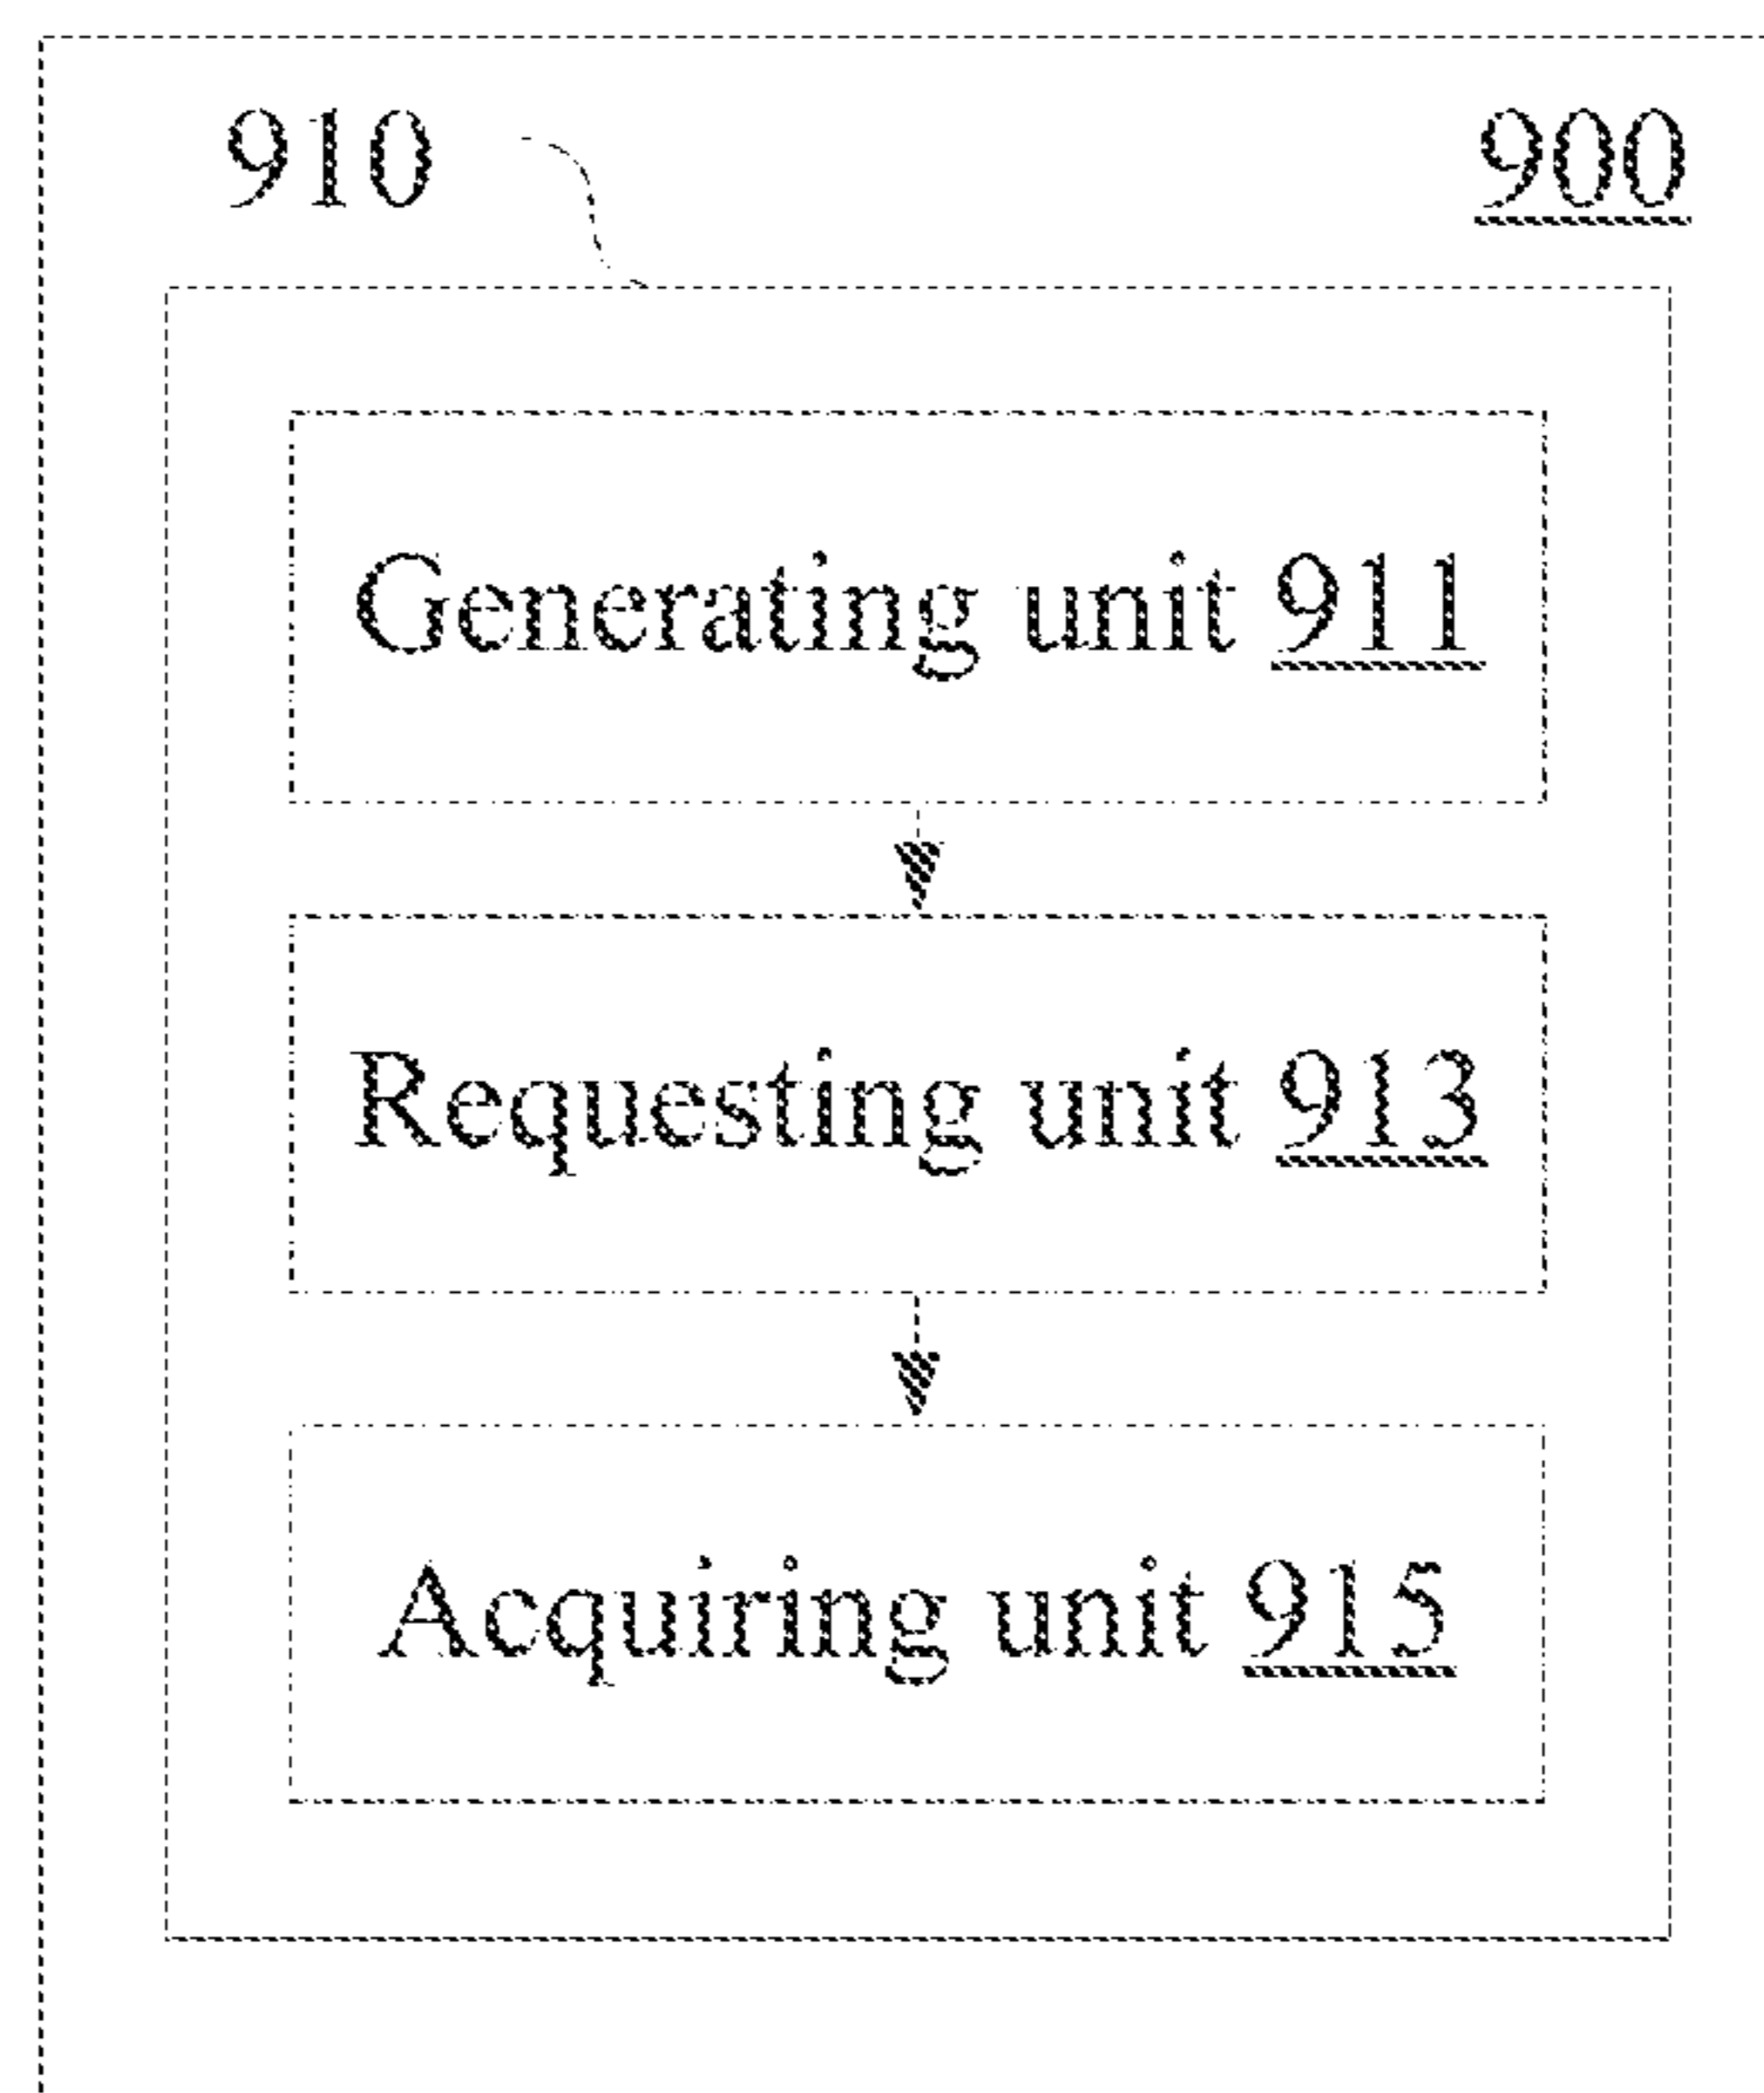 910
900
Generating unit 911
Requesting unit 913
Acquiring unit 915